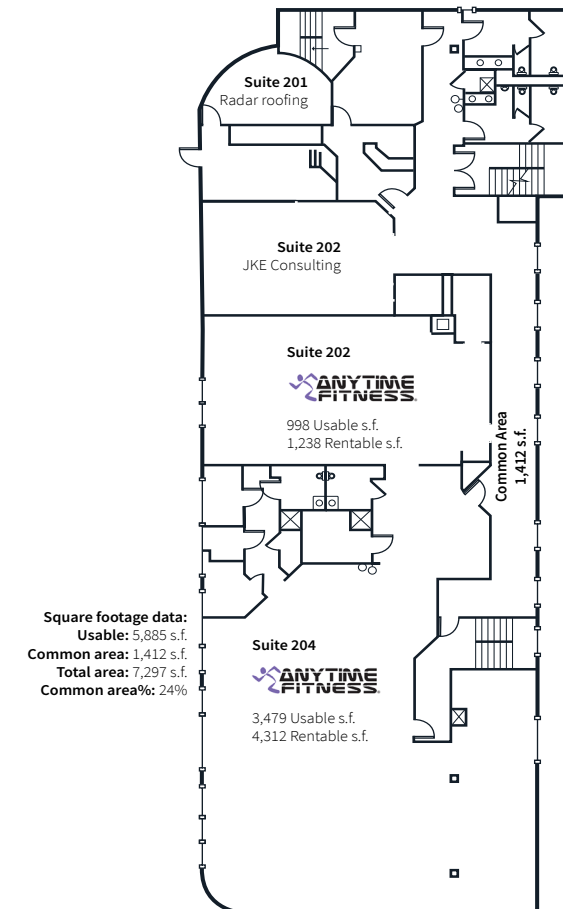 Suite 201
Radar roofing
Suite 202
JKE Consulting
Suite 202
ANYTIME
FITNESS.
998 Usable s.f.
1,238 Rentable s.f.
Common Area
1,412 s.f.
Square footage data:
Usable: 5,885 s.f.
Common area: 1,412 s.f.
Total area: 7,297 s.f.
Common area%: 24%
Suite 204
ANYTIME
FITNESS.
3,479 Usable s.f.
4,312 Rentable s.f.